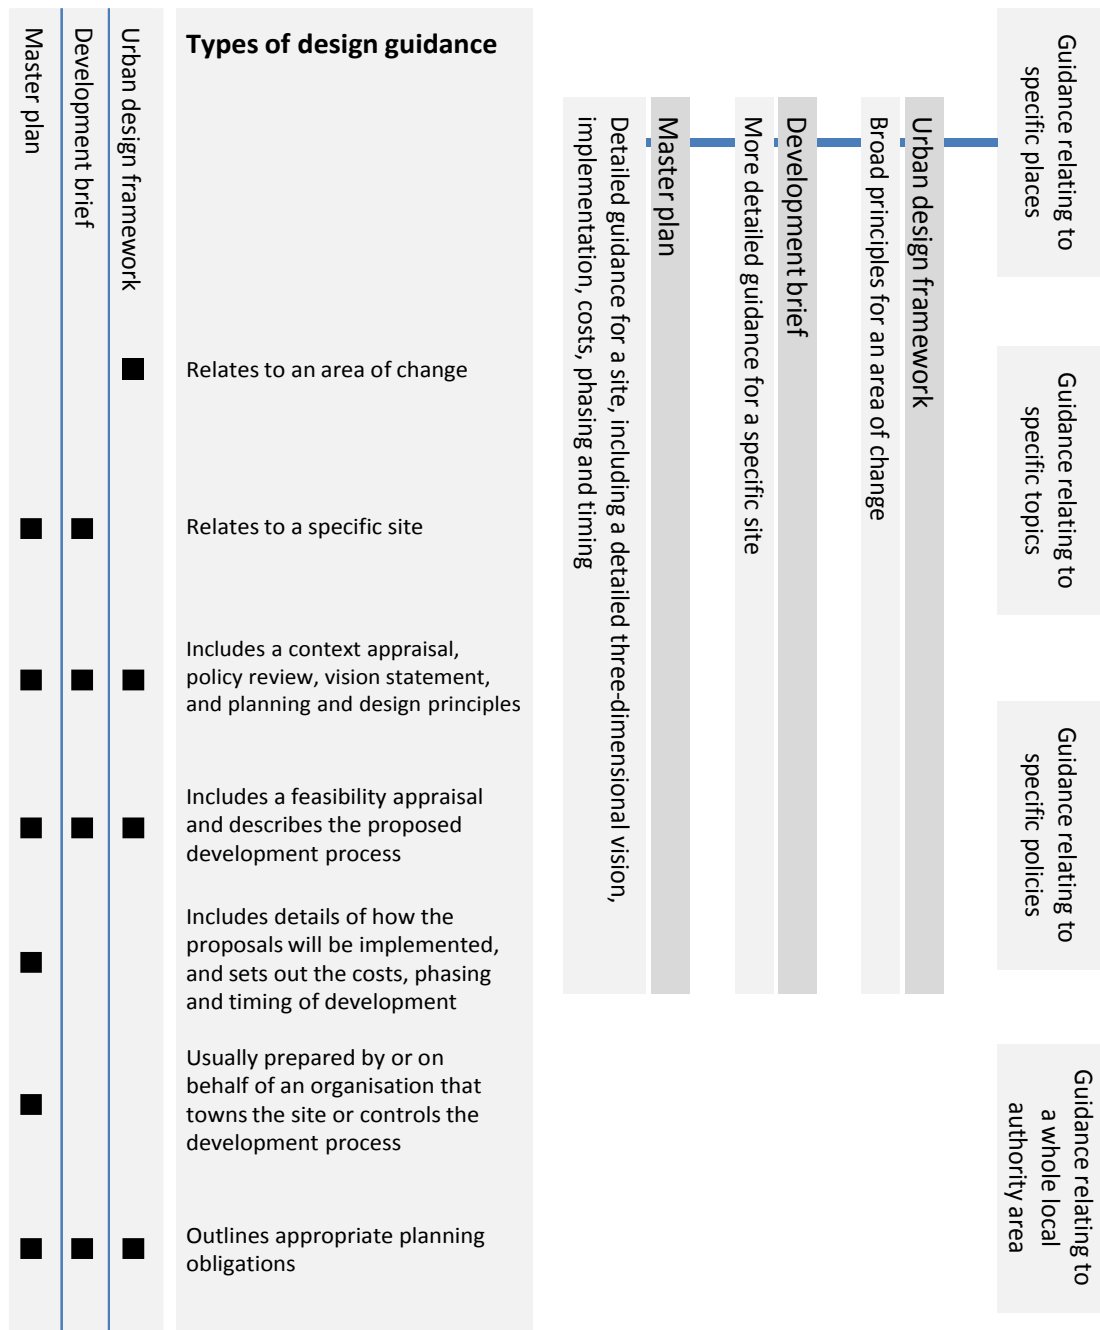 Guidance relating to
specific places
Guidance relating to
specific topics
Guidance relating to
specific policies
Guidance relating to
a whole local
authority area
Urban design framework
Broad principles for an area of change
Development brief
More detailed guidance for a specific site
Master plan
Detailed guidance for a site, including a detailed three-dimensional vision,
implementation, costs, phasing and timing
Types of design guidance
Urban design framework
Development brief
Master plan
Relates to an area of change
Relates to a specific site
Includes a context appraisal,
policy review, vision statement,
and planning and design principles
Includes a feasibility appraisal
and describes the proposed
development process
Includes details of how the
proposals will be implemented,
and sets out the costs, phasing
and timing of development
Usually prepared by or on
behalf of an organisation that
towns the site or controls the
development process
Outlines appropriate planning
obligations